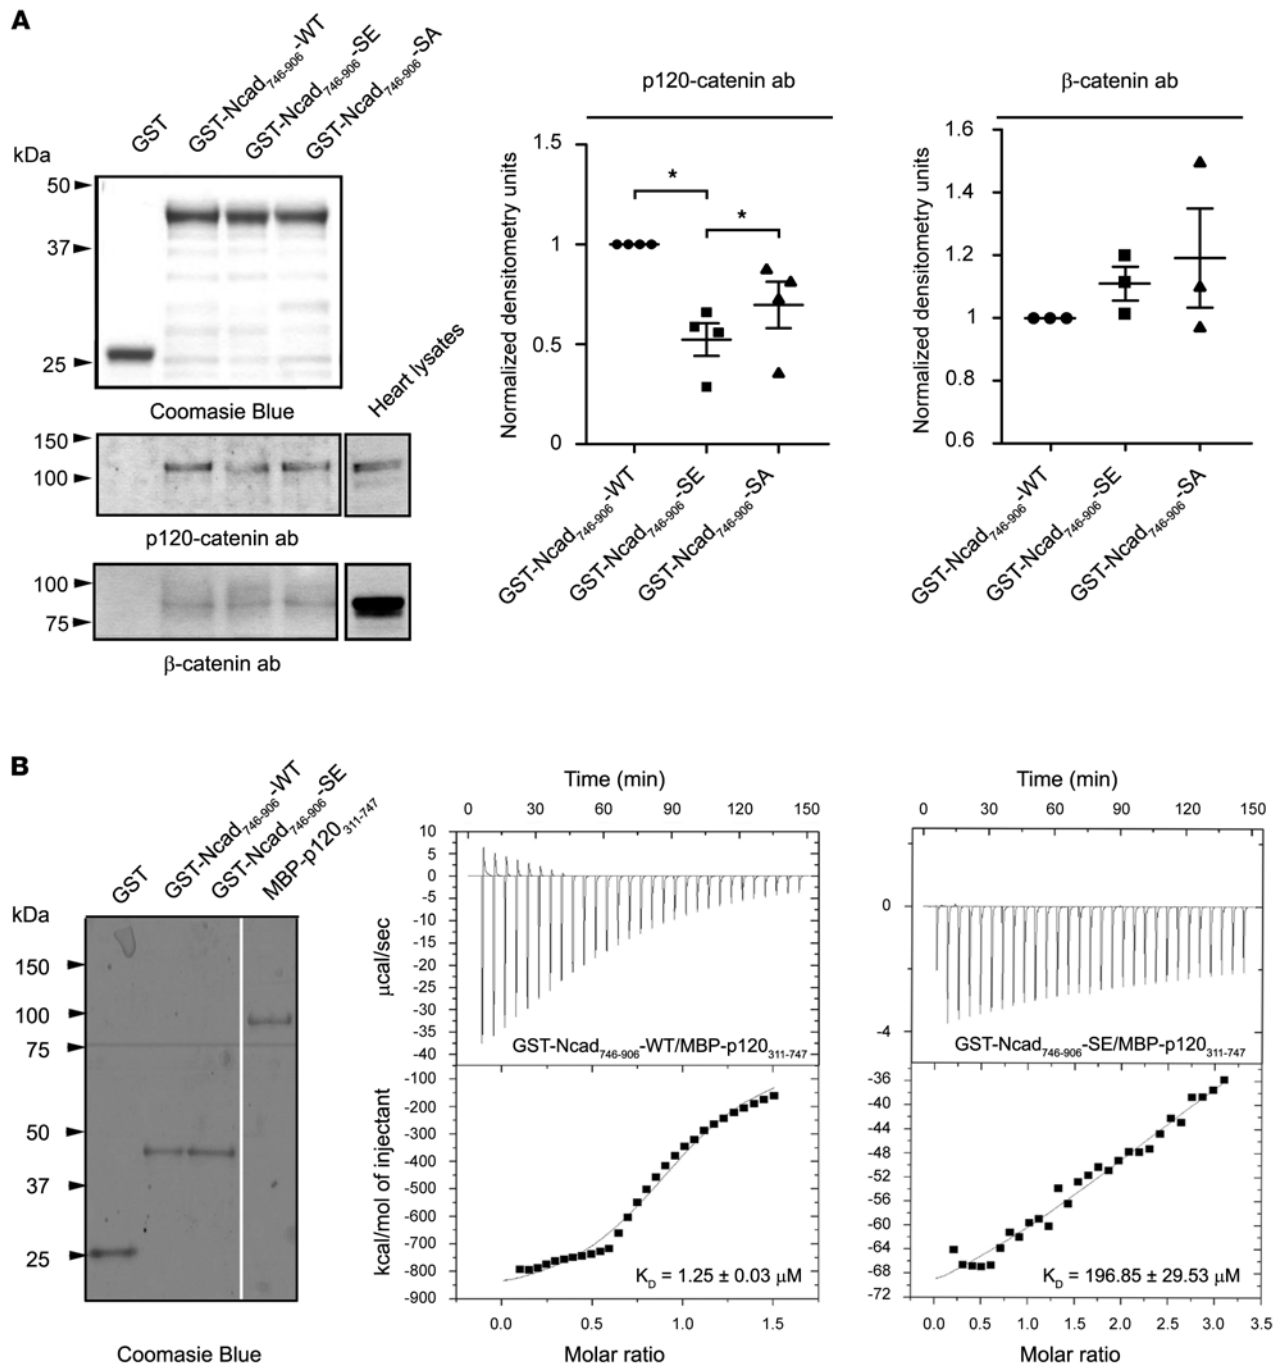 A
GST
GST-Ncad746-906-WT
GST-Ncad746-906-SE
GST-Ncad746-906-SA
kDa
50
37
25
Coomasie Blue
Heart lysates
150
100
p120-catenin ab
100
75
β-catenin ab
p120-catenin ab
Normalized densitometry units
1.5
1
0.5
0
*
*
GST-Ncad746-906-WT
GST-Ncad746-906-SE
GST-Ncad746-906-SA
β-catenin ab
Normalized densitometry units
1.6
1.4
1.2
1
0.8
0.6
GST-Ncad746-906-WT
GST-Ncad746-906-SE
GST-Ncad746-906-SA
B
GST
GST-Ncad746-906-WT
GST-Ncad746-906-SE
MBP-p120311-747
kDa
150
100
75
50
37
25
Coomasie Blue
Time (min)
0 30 60 90 120 150
µcal/sec
10
5
0
-5
-10
-15
-20
-25
-30
-35
-40
GST-Ncad746-906-WT/MBP-p120311-747
kcal/mol of injectant
-100
-200
-300
-400
-500
-600
-700
-800
-900
KD = 1.25 ± 0.03 µM
0.0 0.5 1.0 1.5
Molar ratio
Time (min)
0 30 60 90 120 150
0
-4
GST-Ncad746-906-SE/MBP-p120311-747
-36
-40
-44
-48
-52
-56
-60
-64
-68
-72
KD = 196.85 ± 29.53 µM
0.0 0.5 1.0 1.5 2.0 2.5 3.0 3.5
Molar ratio